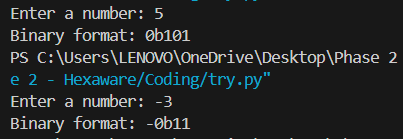 Enter a number: 5
Binary format: 0b101
PS C:\Users\LENOVO\OneDrive\Desktop\Phase 2
e 2 - Hexaware/Coding/try.py"
Enter a number: -3
Binary format: -0b11